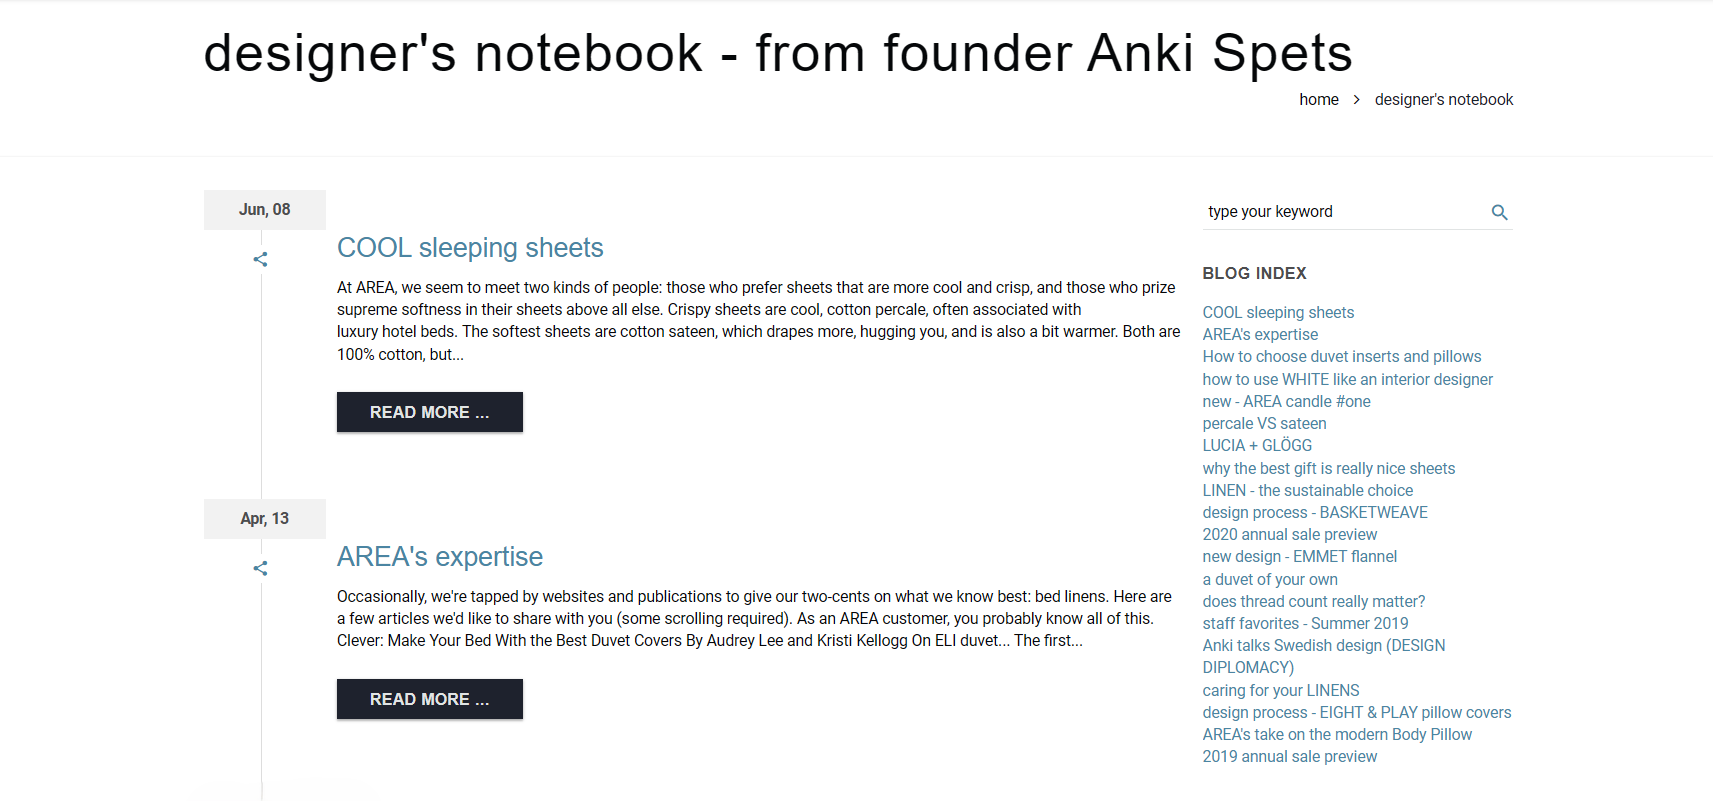 designer's notebook - from founder Anki Spets
home > designer's notebook
Jun, 08
COOL sleeping sheets
At AREA, we seem to meet two kinds of people: those who prefer sheets that are more cool and crisp, and those who prize
supreme softness in their sheets above all else. Crispy sheets are cool, cotton percale, often associated with
luxury hotel beds. The softest sheets are cotton sateen, which drapes more, hugging you, and is also a bit warmer. Both are
100% cotton, but...
READ MORE ...
Apr, 13
AREA's expertise
Occasionally, we're tapped by websites and publications to give our two-cents on what we know best: bed linens. Here are
a few articles we'd like to share with you (some scrolling required). As an AREA customer, you probably know all of this.
Clever: Make Your Bed With the Best Duvet Covers By Audrey Lee and Kristi Kellogg On ELI duvet... The first...
READ MORE ...
type your keyword
BLOG INDEX
COOL sleeping sheets
AREA's expertise
How to choose duvet inserts and pillows
how to use WHITE like an interior designer
new - AREA candle #one
percale VS sateen
LUCIA + GLÖGG
why the best gift is really nice sheets
LINEN - the sustainable choice
design process - BASKETWEAVE
2020 annual sale preview
new design - EMMET flannel
a duvet of your own
does thread count really matter?
staff favorites - Summer 2019
Anki talks Swedish design (DESIGN
DIPLOMACY)
caring for your LINENS
design process - EIGHT & PLAY pillow covers
AREA's take on the modern Body Pillow
2019 annual sale preview